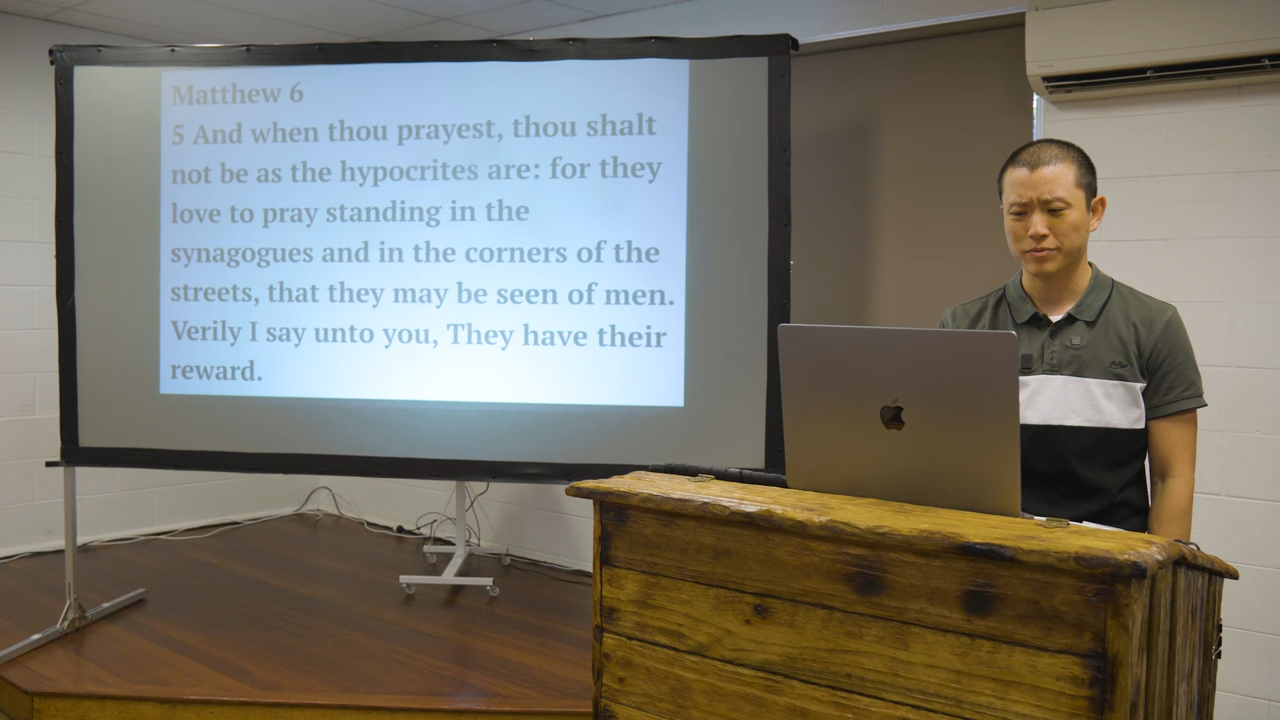 Matthew 6
5 And when thou prayest, thou shalt
not be as the hypocrites are: for they
love to pray standing in the
synagogues and in the corners of the
streets, that they may be seen of men.
Verily I say unto you, They have their
reward.